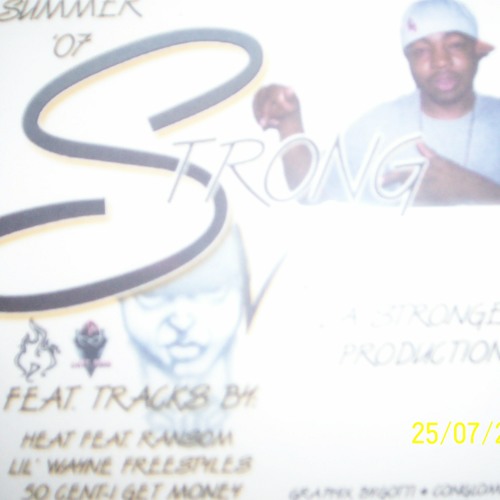 SUMMER
'07
STRONG
A STRONGE
PRODUCTION
FEAT. TRACKS BY:
HEAT FEAT. RANSOM
LIL' WAYNE FREESTYLES
50 CENT-I GET MONEY
25/07/2
GRAPHIX